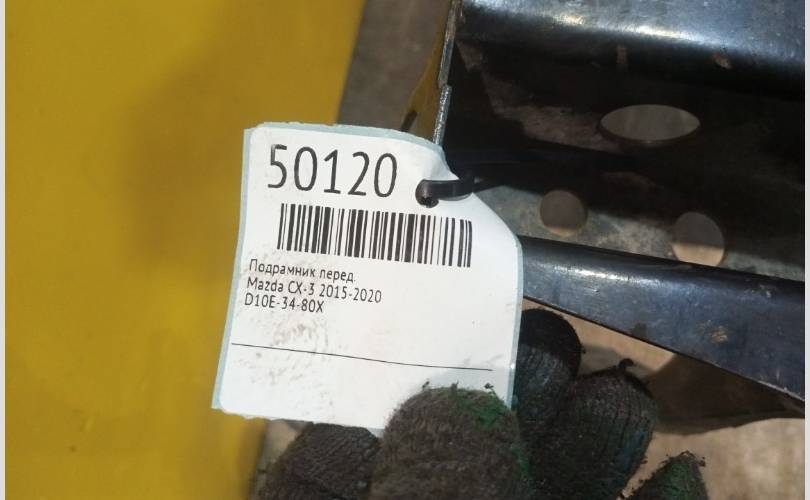 50120
Подрамник перед.
Mazda CX-3 2015-2020
D10E-34-80X